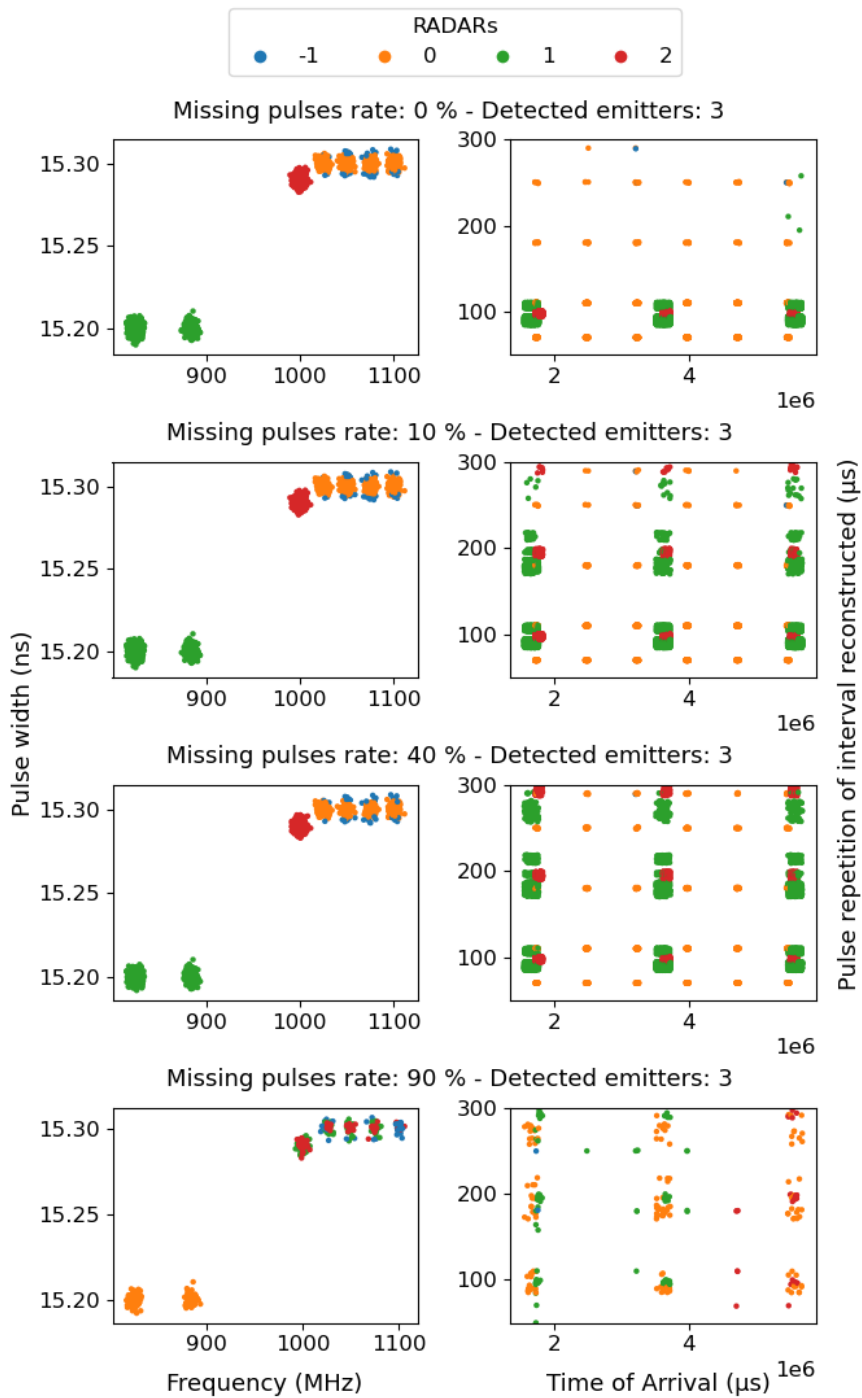 RADARs
-1 0 1 2
Missing pulses rate: 0 % - Detected emitters: 3
15.30
15.25
15.20
900 1000 1100
300
200
100
2 4
1e6
Missing pulses rate: 10 % - Detected emitters: 3
15.30
15.25
15.20
900 1000 1100
300
200
100
2 4
1e6
Missing pulses rate: 40 % - Detected emitters: 3
15.30
15.25
15.20
900 1000 1100
300
200
100
2 4
1e6
Missing pulses rate: 90 % - Detected emitters: 3
15.30
15.25
15.20
900 1000 1100
300
200
100
2 4
1e6
Pulse width (ns)
Pulse repetition of interval reconstructed (µs)
Frequency (MHz)
Time of Arrival (µs)